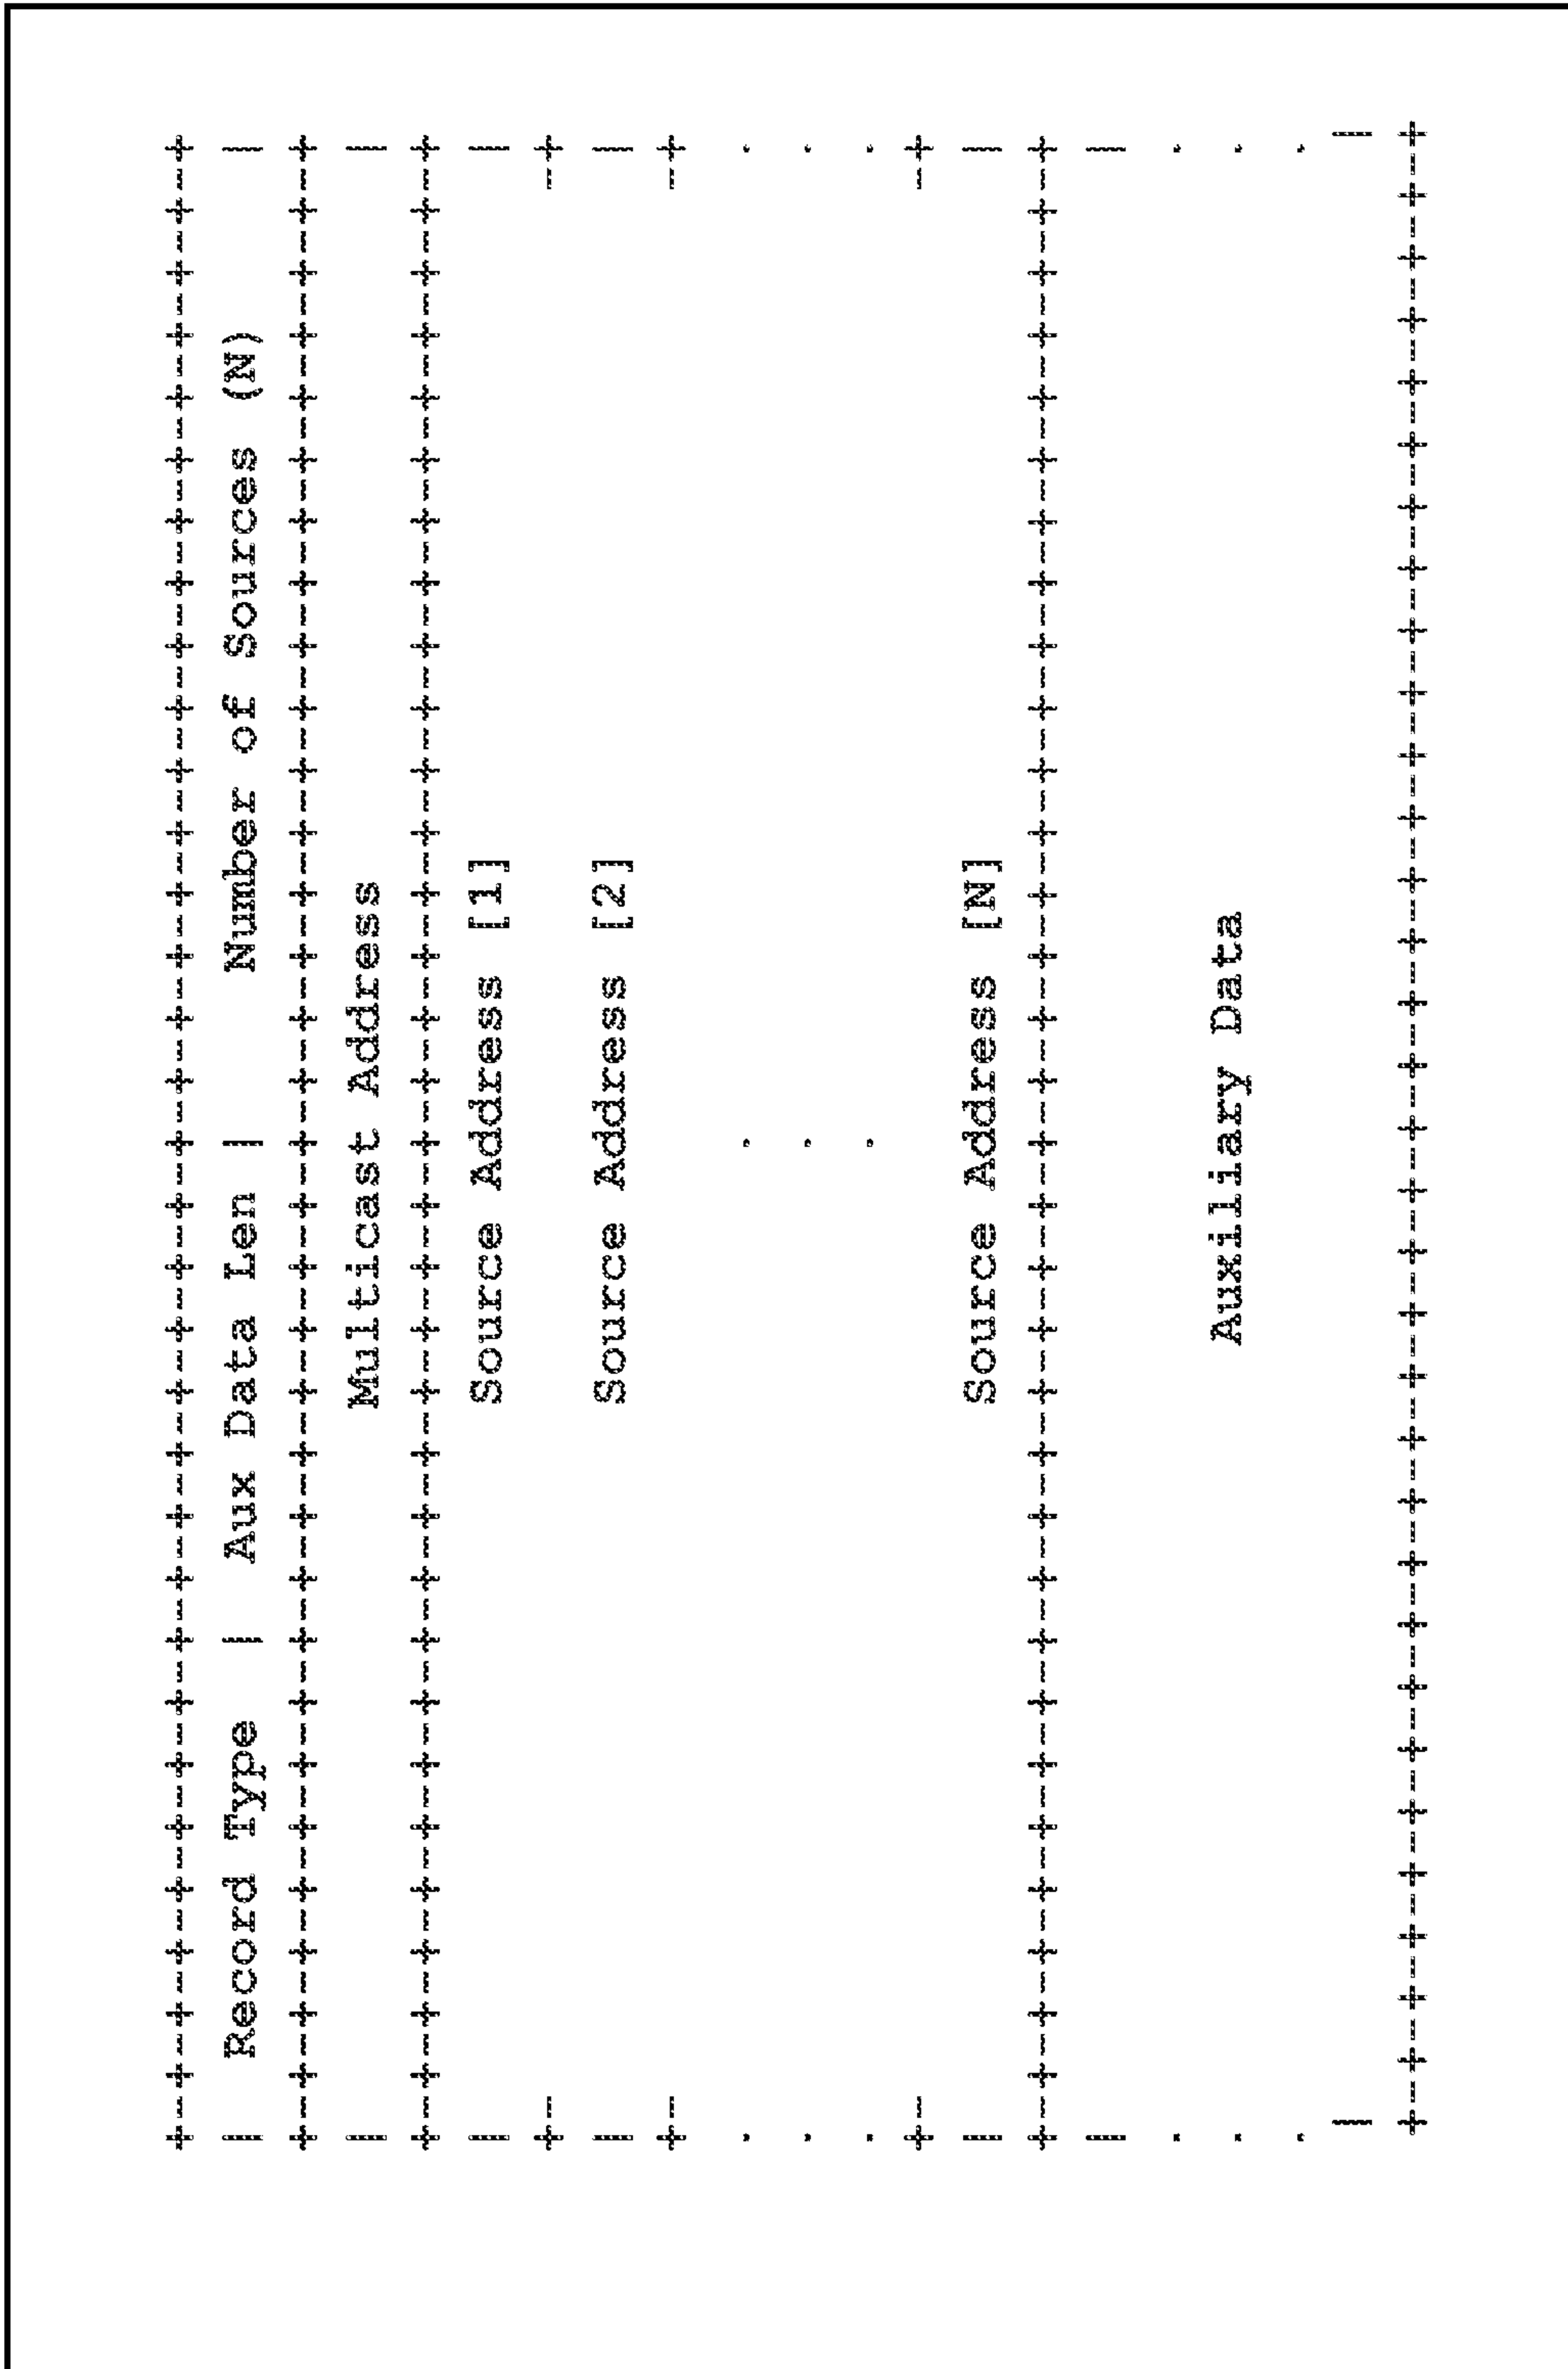 +-+-+-+-+-+-+-+-+-+-+-+-+-+-+-+-+-+-+-+-+-+-+-+-+-+-+-+-+-+-+-+-+
| Record Type | Aux Data Len | Number of Sources (N) |
+-+-+-+-+-+-+-+-+-+-+-+-+-+-+-+-+-+-+-+-+-+-+-+-+-+-+-+-+-+-+-+-+
| Multicast Address |
+-+-+-+-+-+-+-+-+-+-+-+-+-+-+-+-+-+-+-+-+-+-+-+-+-+-+-+-+-+-+-+-+
| Source Address [1] |
+- -+
| Source Address [2] |
+- -+
. . .
. . .
. . .
+- -+
| Source Address [N] |
+-+-+-+-+-+-+-+-+-+-+-+-+-+-+-+-+-+-+-+-+-+-+-+-+-+-+-+-+-+-+-+-+
| |
. .
. Auxiliary Data .
. .
| |
+-+-+-+-+-+-+-+-+-+-+-+-+-+-+-+-+-+-+-+-+-+-+-+-+-+-+-+-+-+-+-+-+